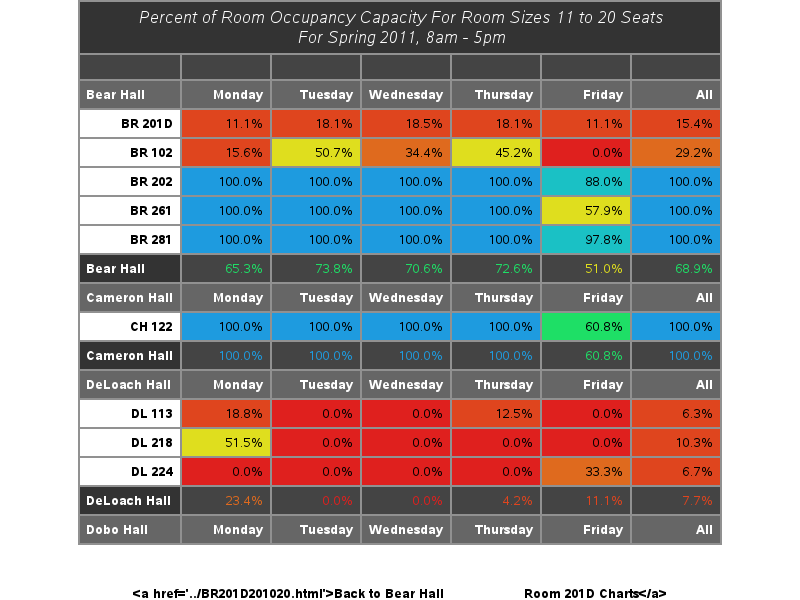 Percent of Room Occupancy Capacity For Room Sizes 11 to 20 Seats
For Spring 2011, 8am - 5pm
Bear Hall Monday Tuesday Wednesday Thursday Friday All
BR 201D 11.1% 18.1% 18.5% 18.1% 11.1% 15.4%
BR 102 15.6% 50.7% 34.4% 45.2% 0.0% 29.2%
BR 202 100.0% 100.0% 100.0% 100.0% 88.0% 100.0%
BR 261 100.0% 100.0% 100.0% 100.0% 57.9% 100.0%
BR 281 100.0% 100.0% 100.0% 100.0% 97.8% 100.0%
Bear Hall 65.3% 73.8% 70.6% 72.6% 51.0% 68.9%
Cameron Hall Monday Tuesday Wednesday Thursday Friday All
CH 122 100.0% 100.0% 100.0% 100.0% 60.8% 100.0%
Cameron Hall 100.0% 100.0% 100.0% 100.0% 60.8% 100.0%
DeLoach Hall Monday Tuesday Wednesday Thursday Friday All
DL 113 18.8% 0.0% 0.0% 12.5% 0.0% 6.3%
DL 218 51.5% 0.0% 0.0% 0.0% 0.0% 10.3%
DL 224 0.0% 0.0% 0.0% 0.0% 33.3% 6.7%
DeLoach Hall 23.4% 0.0% 0.0% 4.2% 11.1% 7.7%
Dobo Hall Monday Tuesday Wednesday Thursday Friday All
<a href='../BR201D201020.html'>Back to Bear Hall Room 201D Charts</a>